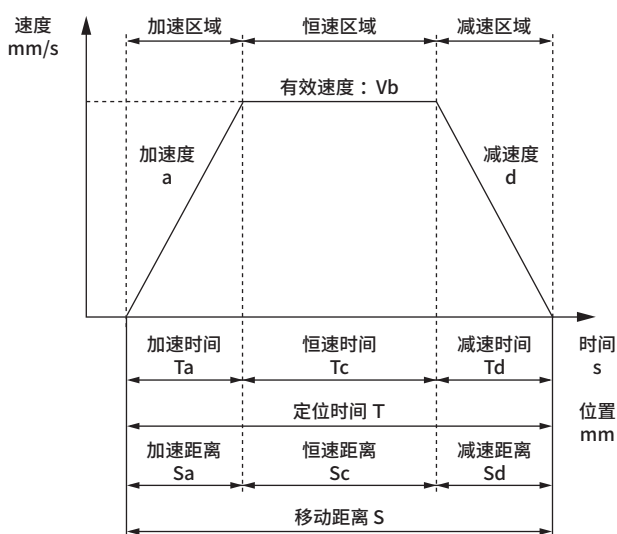 速度
mm/s
加速区域
恒速区域
减速区域
有效速度：Vb
加速度
a
减速度
d
加速时间
Ta
恒速时间
Tc
减速时间
Td
时间
s
定位时间 T
位置
mm
加速距离
Sa
恒速距离
Sc
减速距离
Sd
移动距离 S